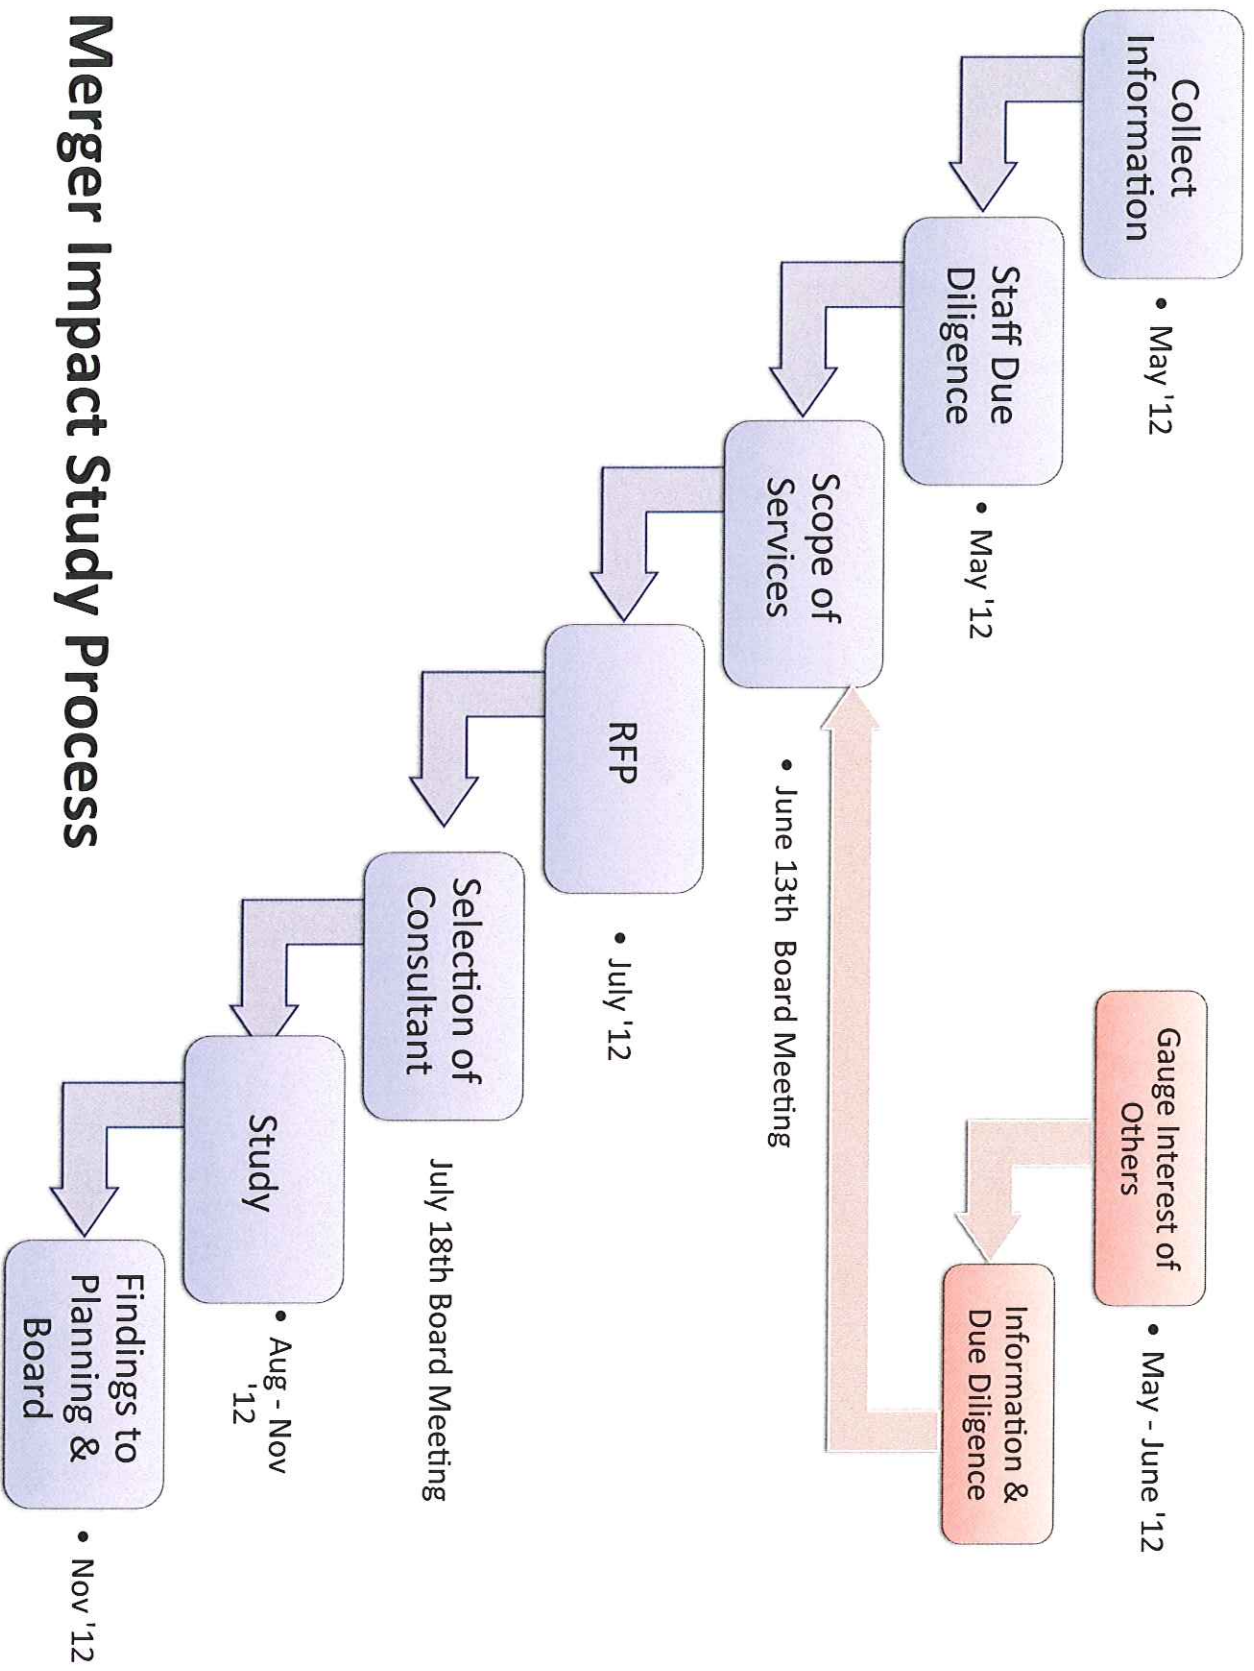 Collect
Information
• May '12
Gauge Interest of
Others
• May - June '12
Staff Due
Diligence
• May '12
Information &
Due Diligence
Scope of
Services
• June 13th Board Meeting
RFP
• July '12
Selection of
Consultant
July 18th Board Meeting
Study
• Aug - Nov
'12
Findings to
Planning &
Board
• Nov '12
Merger Impact Study Process